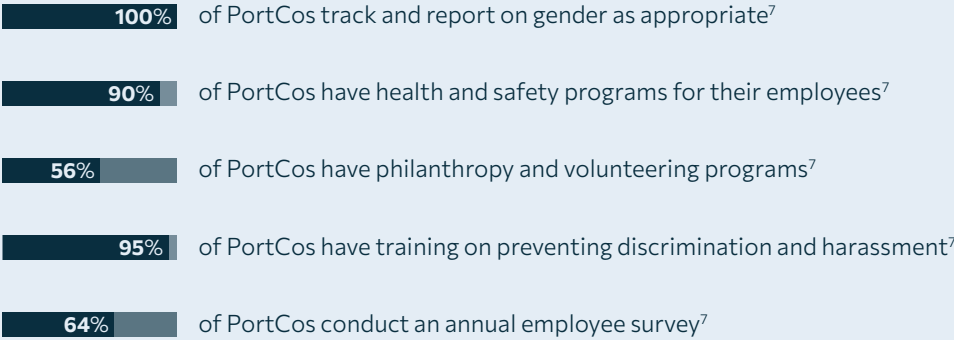 100% of PortCos track and report on gender as appropriate⁷
90% of PortCos have health and safety programs for their employees⁷
56% of PortCos have philanthropy and volunteering programs⁷
95% of PortCos have training on preventing discrimination and harassment⁷
64% of PortCos conduct an annual employee survey⁷